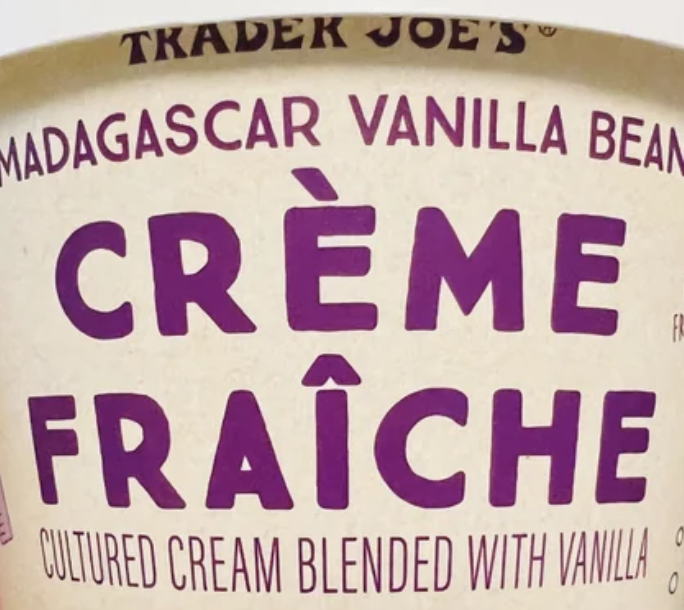 TRADER JOE'S®
MADAGASCAR VANILLA BEAN
CRÈME
FRAÎCHE
CULTURED CREAM BLENDED WITH VANILLA